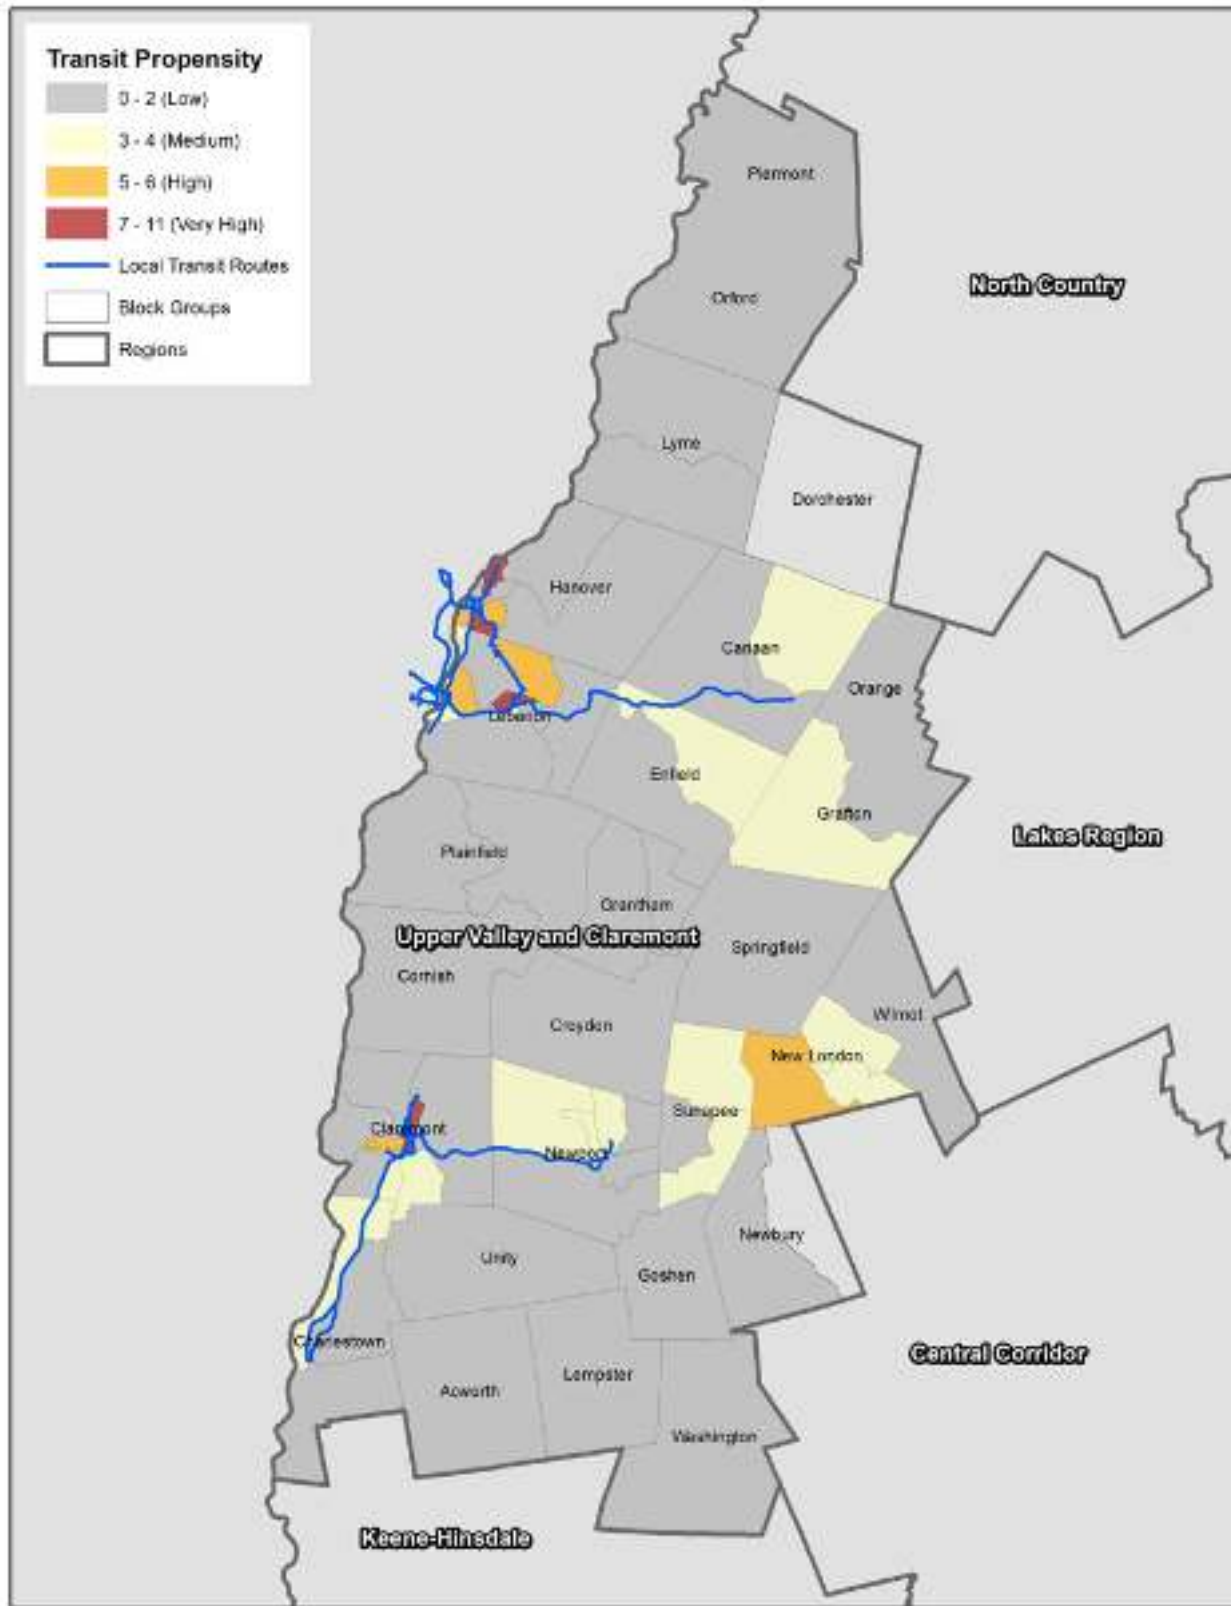 Transit Propensity
0 - 2 (Low)
3 - 4 (Medium)
5 - 6 (High)
7 - 11 (Very High)
Local Transit Routes
Block Groups
Regions
Piermont
North Country
Orford
Lyme
Dorchester
Hanover
Canaan
Orange
Lebanon
Enfield
Grafton
Lakes Region
Plainfield
Grantham
Upper Valley and Claremont
Springfield
Cornish
Wilmot
Croydon
New London
Sunapee
Claremont
Newport
Newbury
Unity
Goshen
Charlestown
Central Corridor
Lempster
Acworth
Washington
Keene-Hinsdale